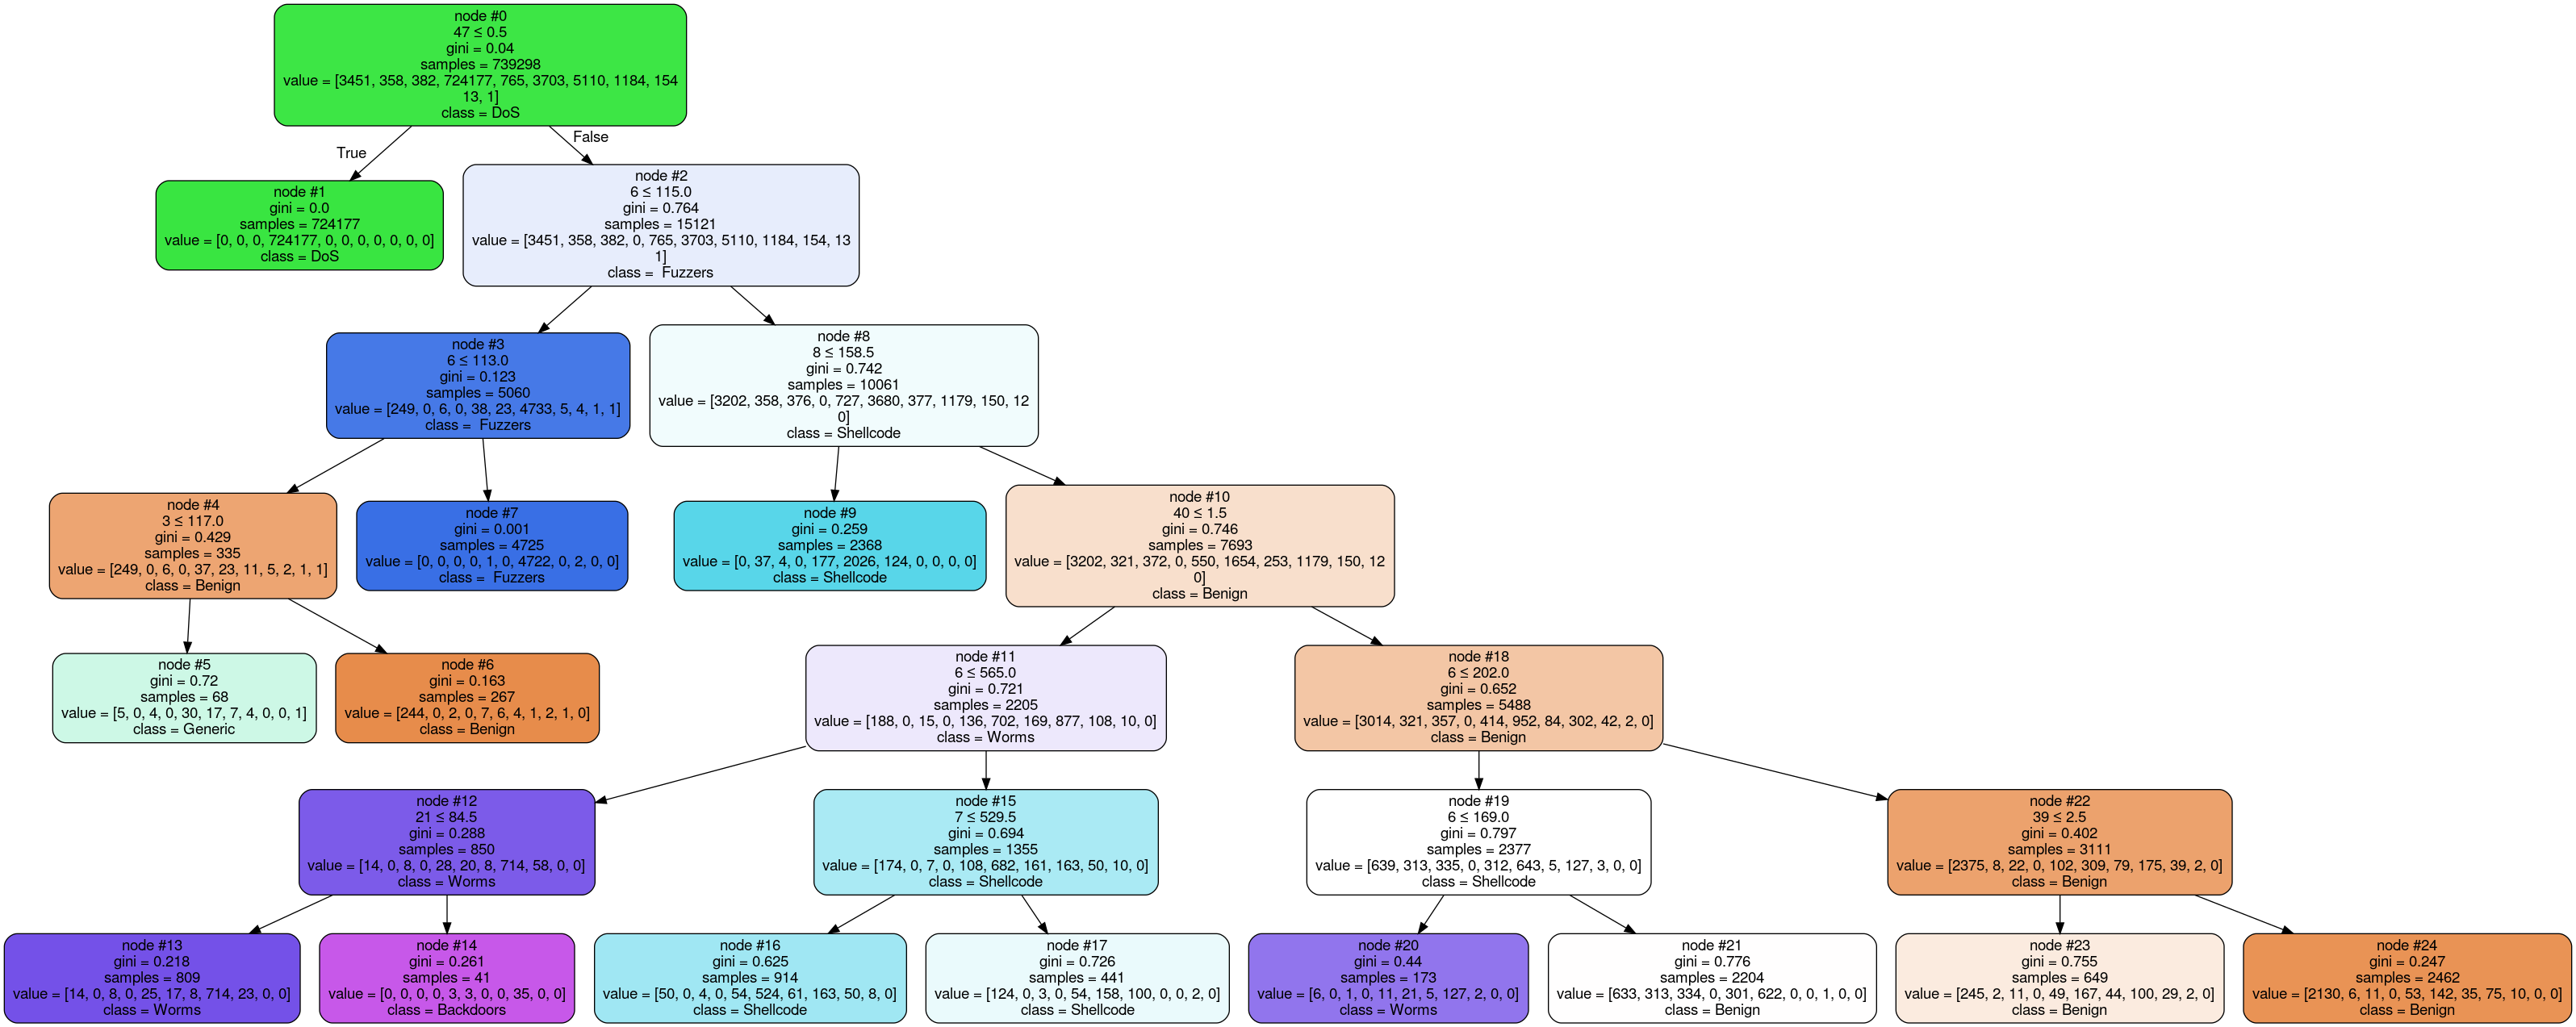 node #0
47 ≤ 0.5
gini = 0.04
samples = 739298
value = [3451, 358, 382, 724177, 765, 3703, 5110, 1184, 154
13, 1]
class = DoS
True
False
node #1
gini = 0.0
samples = 724177
value = [0, 0, 0, 724177, 0, 0, 0, 0, 0, 0, 0]
class = DoS
node #2
6 ≤ 115.0
gini = 0.764
samples = 15121
value = [3451, 358, 382, 0, 765, 3703, 5110, 1184, 154, 13
1]
class =  Fuzzers
node #3
6 ≤ 113.0
gini = 0.123
samples = 5060
value = [249, 0, 6, 0, 38, 23, 4733, 5, 4, 1, 1]
class =  Fuzzers
node #8
8 ≤ 158.5
gini = 0.742
samples = 10061
value = [3202, 358, 376, 0, 727, 3680, 377, 1179, 150, 12
0]
class = Shellcode
node #4
3 ≤ 117.0
gini = 0.429
samples = 335
value = [249, 0, 6, 0, 37, 23, 11, 5, 2, 1, 1]
class = Benign
node #7
gini = 0.001
samples = 4725
value = [0, 0, 0, 0, 1, 0, 4722, 0, 2, 0, 0]
class =  Fuzzers
node #9
gini = 0.259
samples = 2368
value = [0, 37, 4, 0, 177, 2026, 124, 0, 0, 0, 0]
class = Shellcode
node #10
40 ≤ 1.5
gini = 0.746
samples = 7693
value = [3202, 321, 372, 0, 550, 1654, 253, 1179, 150, 12
0]
class = Benign
node #5
gini = 0.72
samples = 68
value = [5, 0, 4, 0, 30, 17, 7, 4, 0, 0, 1]
class = Generic
node #6
gini = 0.163
samples = 267
value = [244, 0, 2, 0, 7, 6, 4, 1, 2, 1, 0]
class = Benign
node #11
6 ≤ 565.0
gini = 0.721
samples = 2205
value = [188, 0, 15, 0, 136, 702, 169, 877, 108, 10, 0]
class = Worms
node #18
6 ≤ 202.0
gini = 0.652
samples = 5488
value = [3014, 321, 357, 0, 414, 952, 84, 302, 42, 2, 0]
class = Benign
node #12
21 ≤ 84.5
gini = 0.288
samples = 850
value = [14, 0, 8, 0, 28, 20, 8, 714, 58, 0, 0]
class = Worms
node #15
7 ≤ 529.5
gini = 0.694
samples = 1355
value = [174, 0, 7, 0, 108, 682, 161, 163, 50, 10, 0]
class = Shellcode
node #19
6 ≤ 169.0
gini = 0.797
samples = 2377
value = [639, 313, 335, 0, 312, 643, 5, 127, 3, 0, 0]
class = Shellcode
node #22
39 ≤ 2.5
gini = 0.402
samples = 3111
value = [2375, 8, 22, 0, 102, 309, 79, 175, 39, 2, 0]
class = Benign
node #13
gini = 0.218
samples = 809
value = [14, 0, 8, 0, 25, 17, 8, 714, 23, 0, 0]
class = Worms
node #14
gini = 0.261
samples = 41
value = [0, 0, 0, 0, 3, 3, 0, 0, 35, 0, 0]
class = Backdoors
node #16
gini = 0.625
samples = 914
value = [50, 0, 4, 0, 54, 524, 61, 163, 50, 8, 0]
class = Shellcode
node #17
gini = 0.726
samples = 441
value = [124, 0, 3, 0, 54, 158, 100, 0, 0, 2, 0]
class = Shellcode
node #20
gini = 0.44
samples = 173
value = [6, 0, 1, 0, 11, 21, 5, 127, 2, 0, 0]
class = Worms
node #21
gini = 0.776
samples = 2204
value = [633, 313, 334, 0, 301, 622, 0, 0, 1, 0, 0]
class = Benign
node #23
gini = 0.755
samples = 649
value = [245, 2, 11, 0, 49, 167, 44, 100, 29, 2, 0]
class = Benign
node #24
gini = 0.247
samples = 2462
value = [2130, 6, 11, 0, 53, 142, 35, 75, 10, 0, 0]
class = Benign